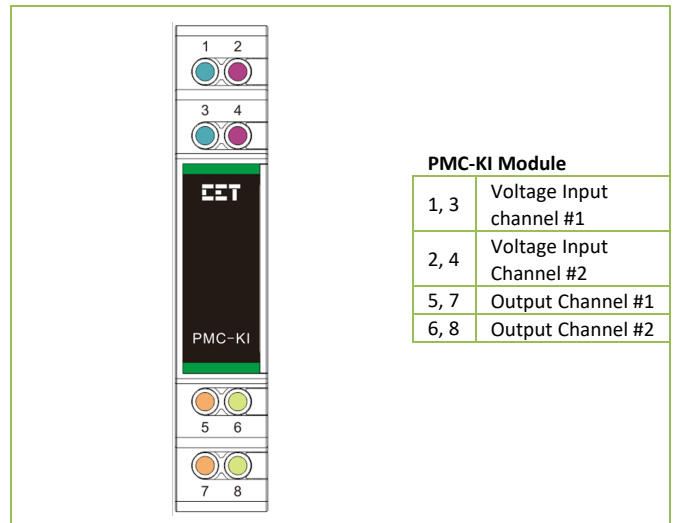 1 2
3 4
CET
PMC-KI
5 6
7 8
PMC-KI Module
1, 3 Voltage Input
channel #1
2, 4 Voltage Input
Channel #2
5, 7 Output Channel #1
6, 8 Output Channel #2